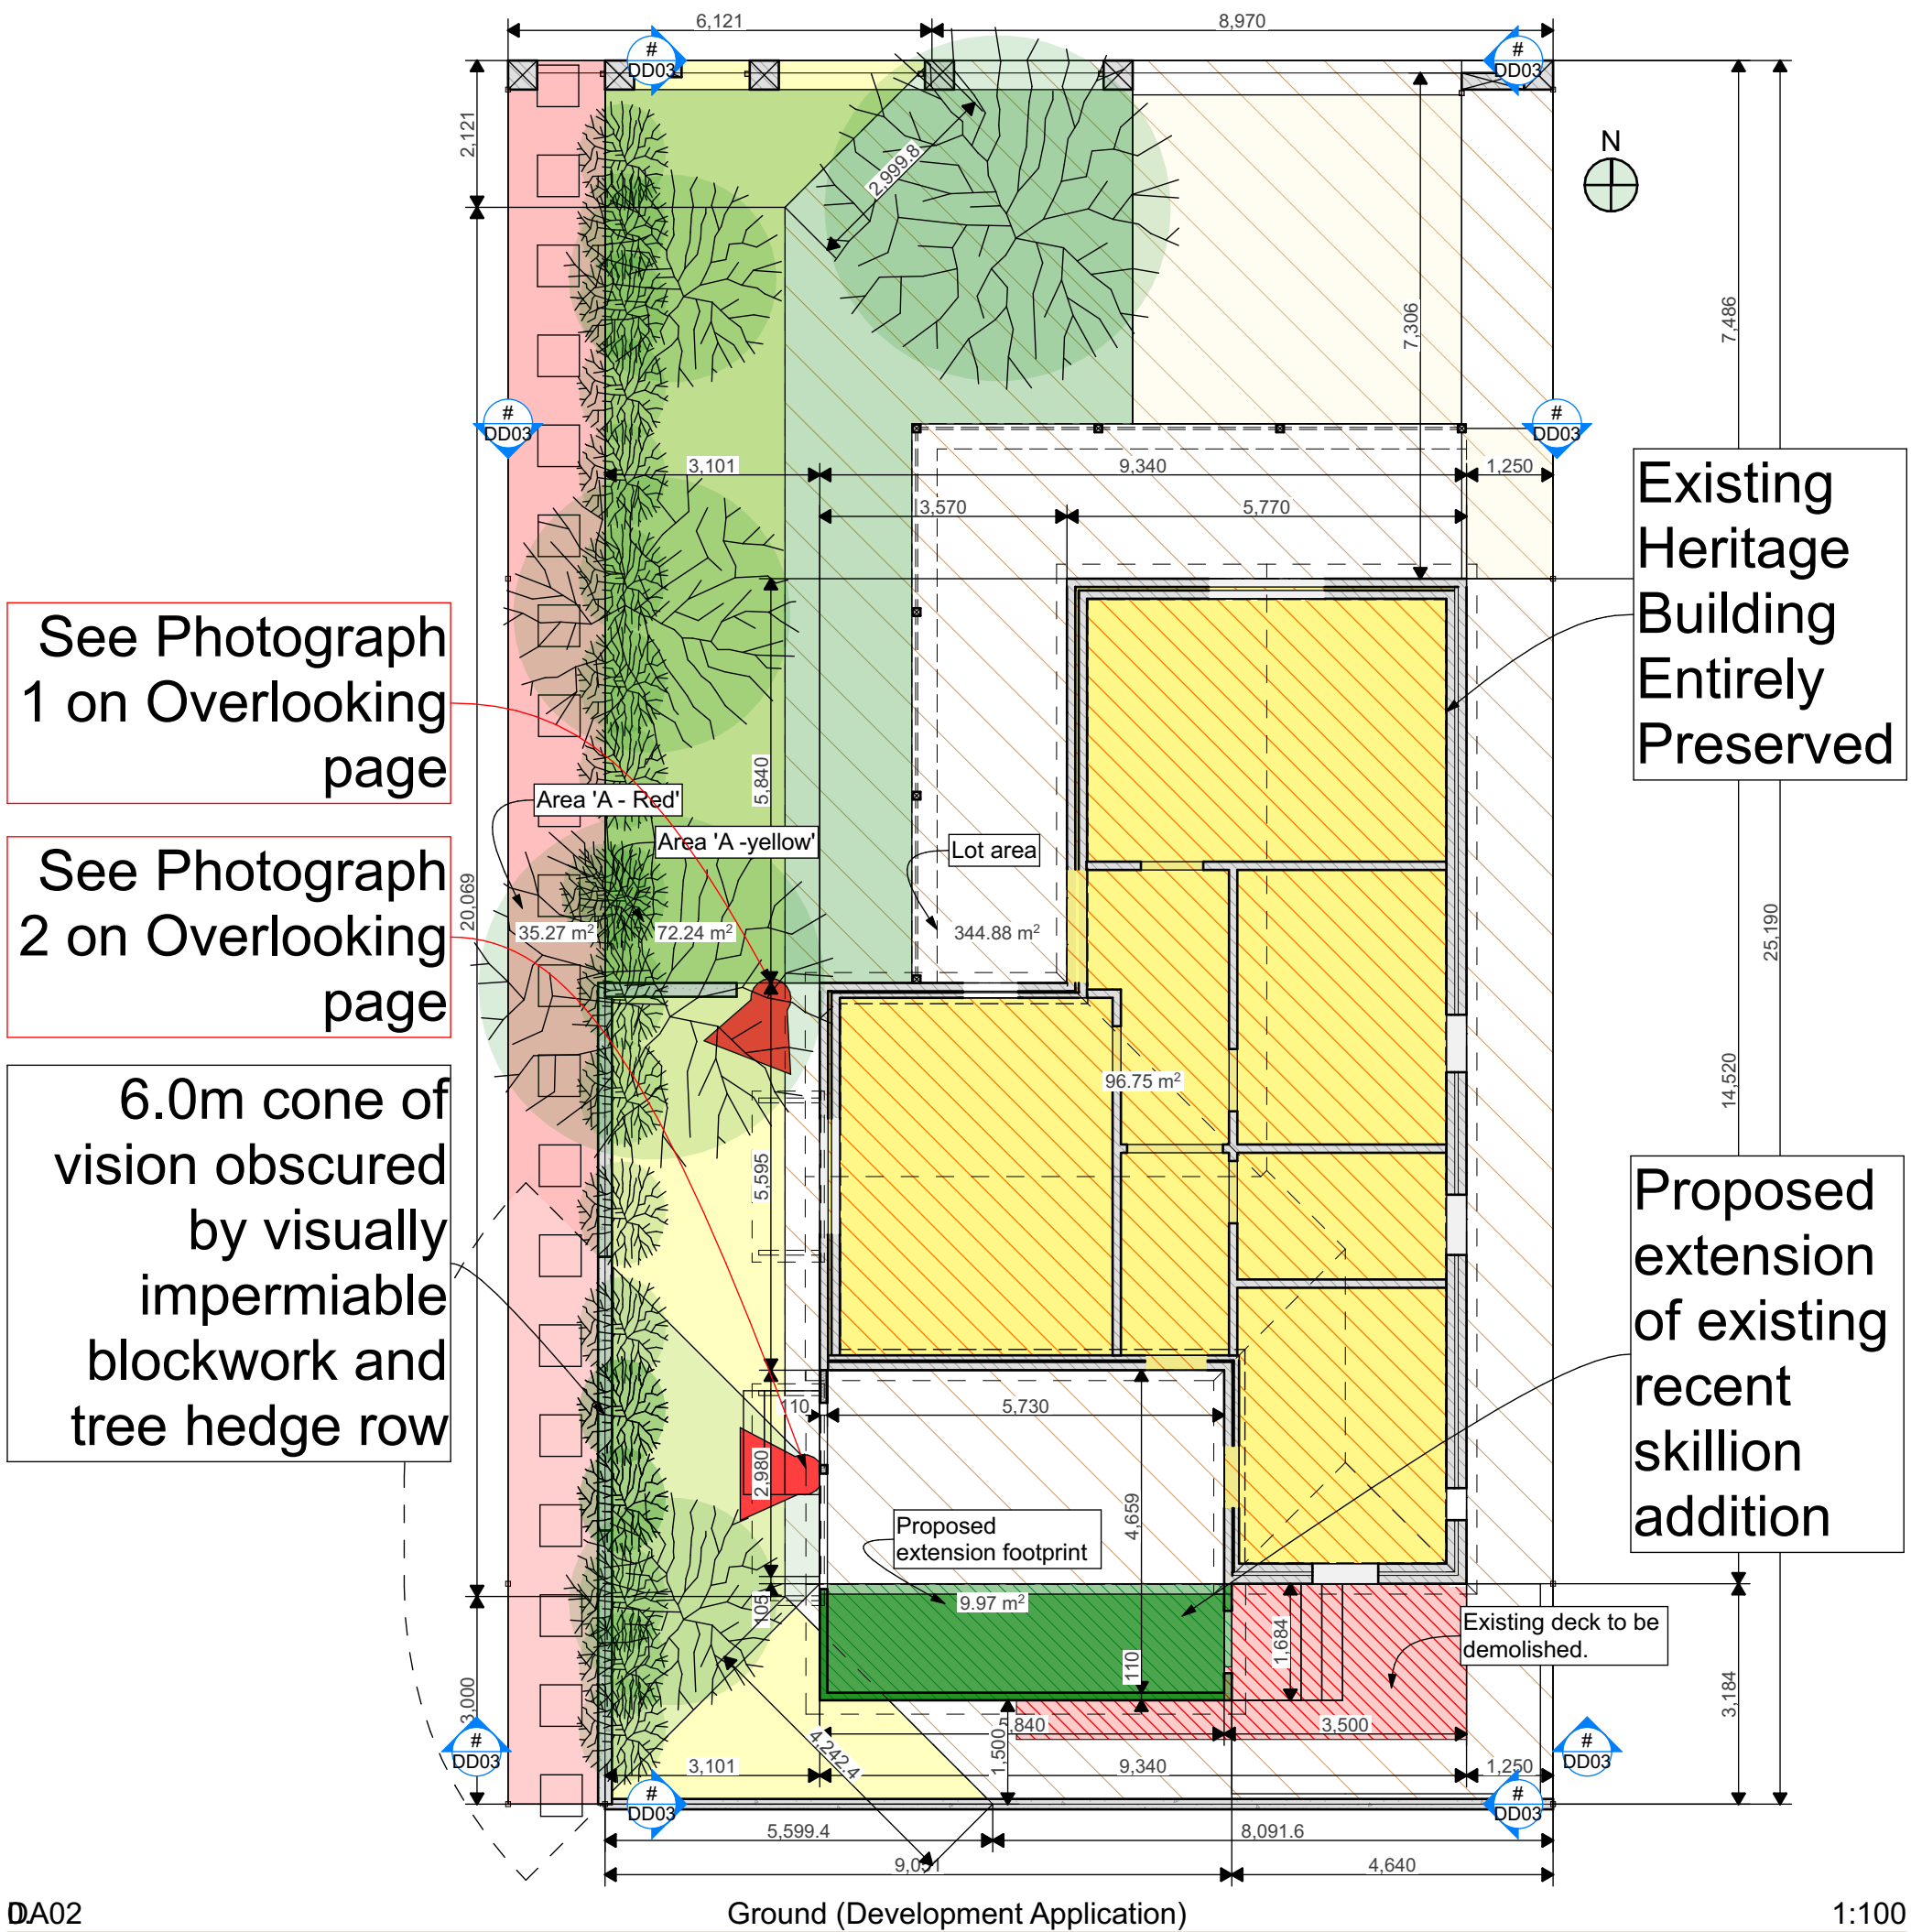 6,121
8,970
#
DD03
#
DD03
2,121
2,999.8
N
7,306
7,486
#
DD03
#
DD03
3,101
9,340
1,250
3,570
5,770
Existing
Heritage
Building
Entirely
Preserved
See Photograph
1 on Overlooking
page
5,840
Area 'A - Red'
Area 'A -yellow'
Lot area
See Photograph
2 on Overlooking
page
20,069
35.27 m²
72.24 m²
344.88 m²
25,190
96.75 m²
14,520
6.0m cone of
vision obscured
by visually
impermiable
blockwork and
tree hedge row
5,595
Proposed
extension
of existing
recent
skillion
addition
110
5,730
2,980
4,659
Proposed
extension footprint
9.97 m²
105
110
1,684
Existing deck to be
demolished.
3,000
3,184
1,500
,840
3,500
4,242.4
#
DD03
#
DD03
3,101
9,340
1,250
#
DD03
#
DD03
5,599.4
8,091.6
9,051
4,640
DA02
Ground (Development Application)
1:100